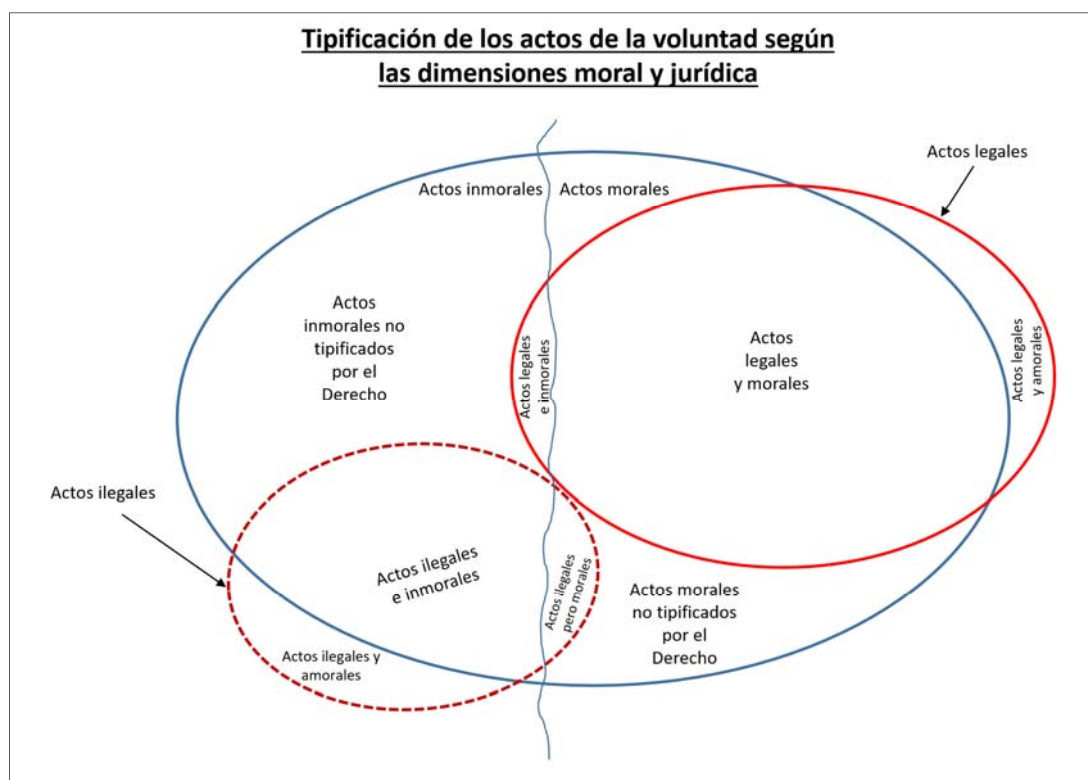 Tipificación de los actos de la voluntad según
las dimensiones moral y jurídica
Actos legales
Actos inmorales
Actos morales
Actos
inmorales no
tipificados
por el
Derecho
Actos legales
e inmorales
Actos
legales
y morales
Actos legales
y amorales
Actos ilegales
Actos ilegales
e inmorales
Actos ilegales
pero morales
Actos morales
no tipificados
por el
Derecho
Actos ilegales y
amorales